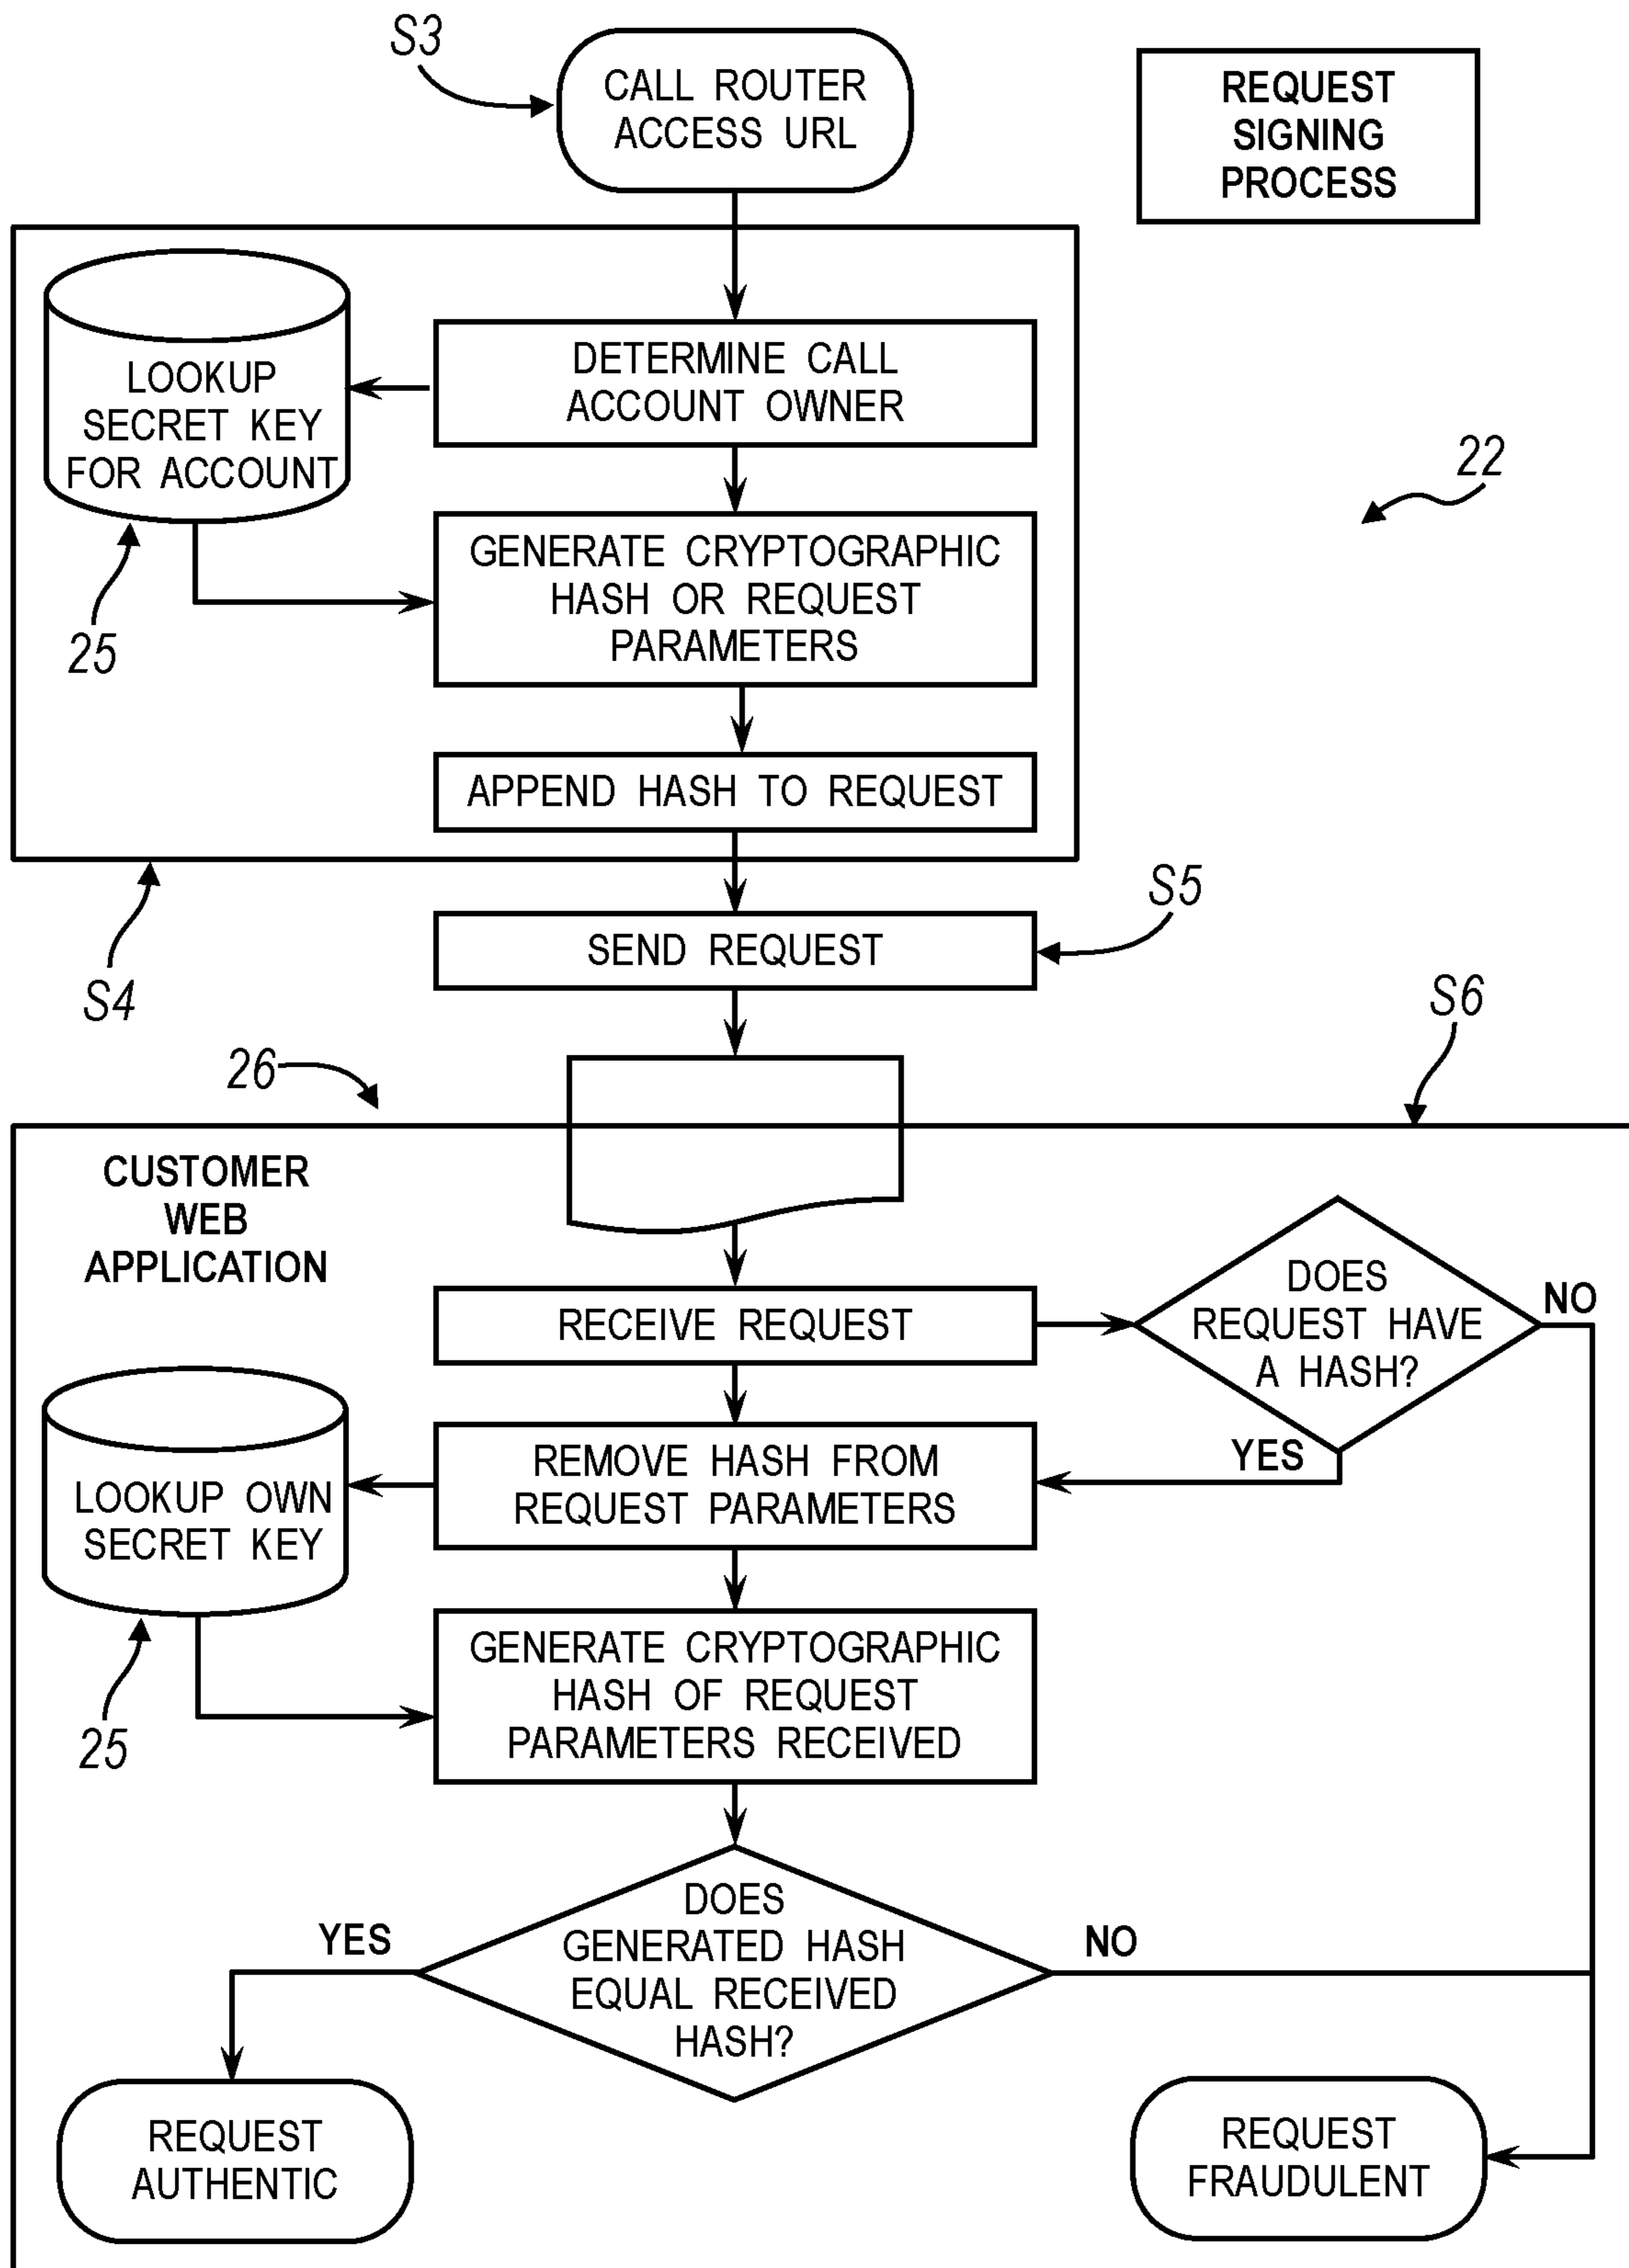 S3
CALL ROUTER
ACCESS URL
REQUEST
SIGNING
PROCESS
LOOKUP
SECRET KEY
FOR ACCOUNT
25
DETERMINE CALL
ACCOUNT OWNER
22
GENERATE CRYPTOGRAPHIC
HASH OR REQUEST
PARAMETERS
APPEND HASH TO REQUEST
S4
SEND REQUEST
S5
26
S6
CUSTOMER
WEB
APPLICATION
RECEIVE REQUEST
DOES
REQUEST HAVE
A HASH?
NO
YES
REMOVE HASH FROM
REQUEST PARAMETERS
LOOKUP OWN
SECRET KEY
25
GENERATE CRYPTOGRAPHIC
HASH OF REQUEST
PARAMETERS RECEIVED
DOES
GENERATED HASH
EQUAL RECEIVED
HASH?
YES
NO
REQUEST
AUTHENTIC
REQUEST
FRAUDULENT